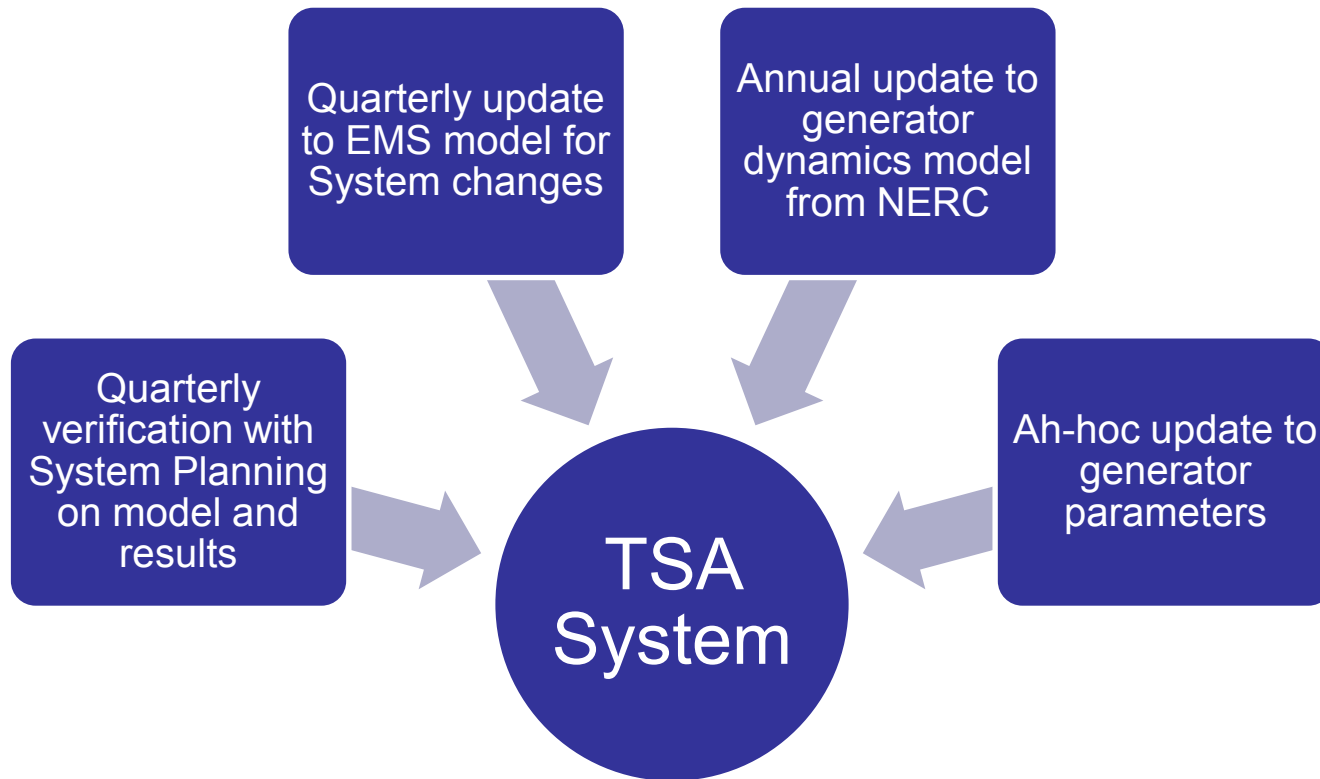 Quarterly update
to EMS model for
System changes
Annual update to
generator
dynamics model
from NERC
Quarterly
verification with
System Planning
on model and
results
Ah-hoc update to
generator
parameters
TSA
System